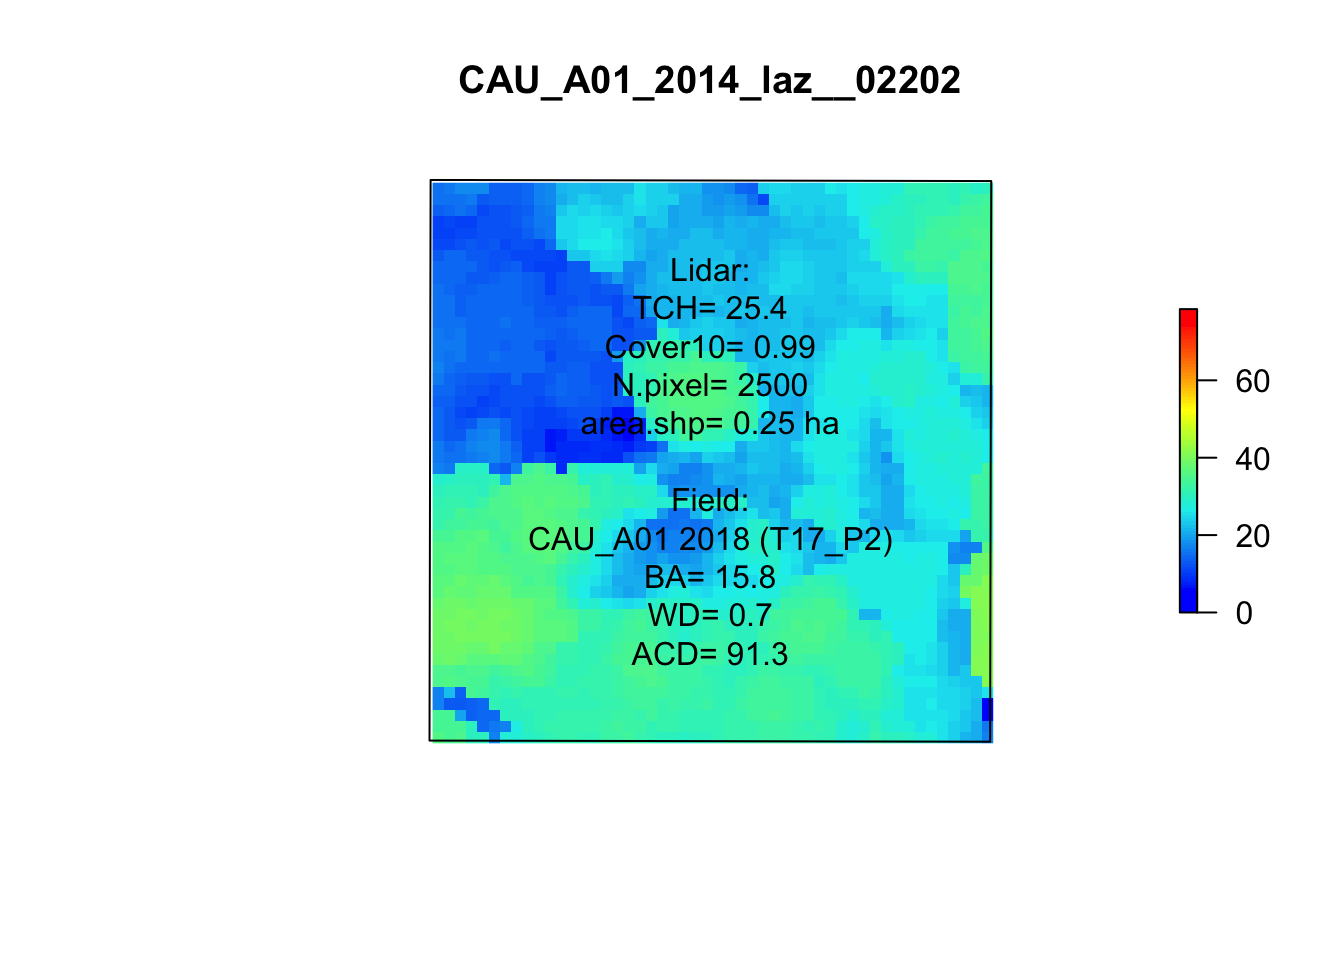 CAU_A01_2014_laz__02202
Lidar:
TCH= 25.4
Cover10= 0.99
N.pixel= 2500
area.shp= 0.25 ha
Field:
CAU_A01 2018 (T17_P2)
BA= 15.8
WD= 0.7
ACD= 91.3
60
40
20
0